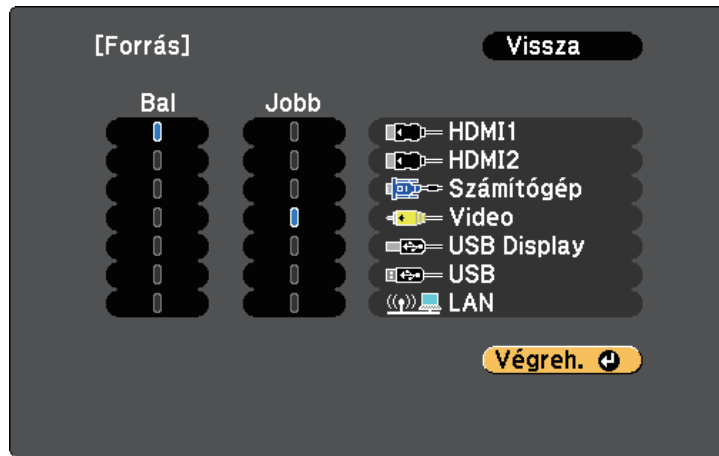 [Forrás]
Vissza
Bal Jobb
HDMI1
HDMI2
Számítógép
Video
USB Display
USB
LAN
Végreh.